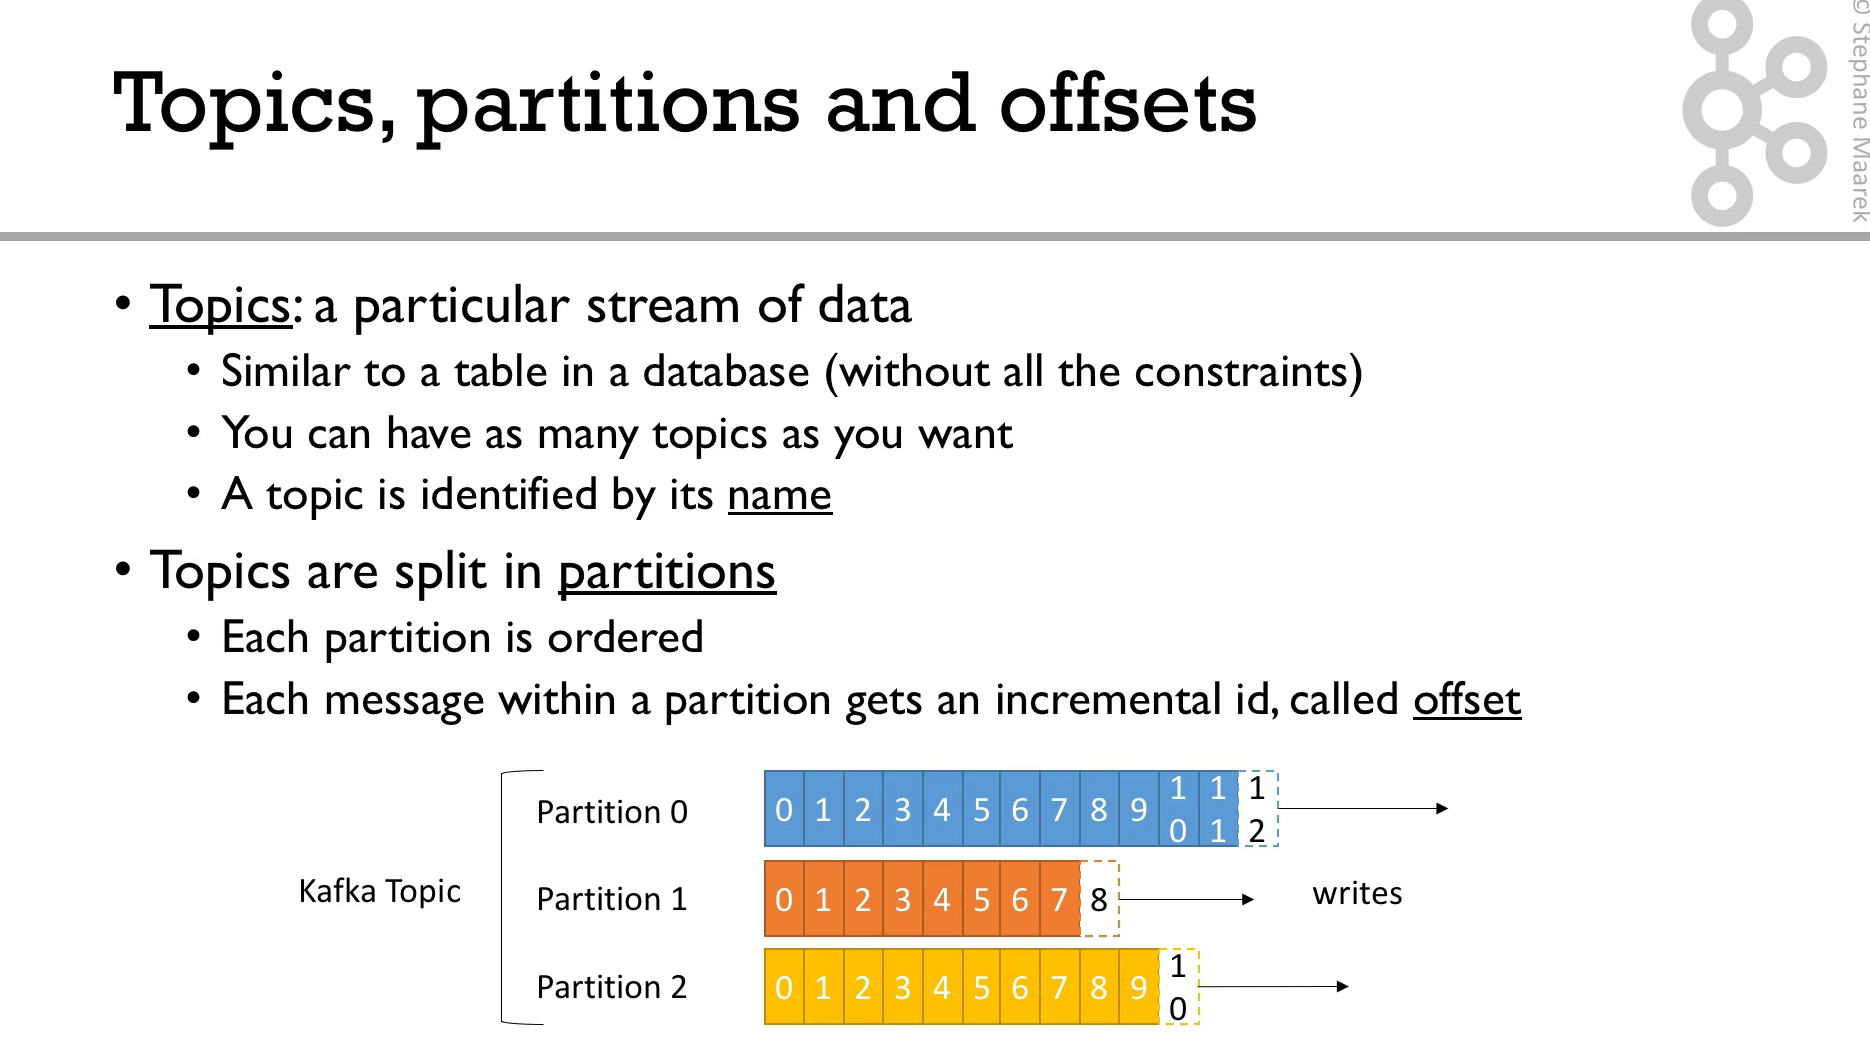 Topics, partitions and offsets
© Stephane Maarek
• Topics: a particular stream of data
• Similar to a table in a database (without all the constraints)
• You can have as many topics as you want
• A topic is identified by its name
• Topics are split in partitions
• Each partition is ordered
• Each message within a partition gets an incremental id, called offset
Kafka Topic
Partition 0
0 1 2 3 4 5 6 7 8 9 10 11 12
Partition 1
0 1 2 3 4 5 6 7 8
writes
Partition 2
0 1 2 3 4 5 6 7 8 9 10